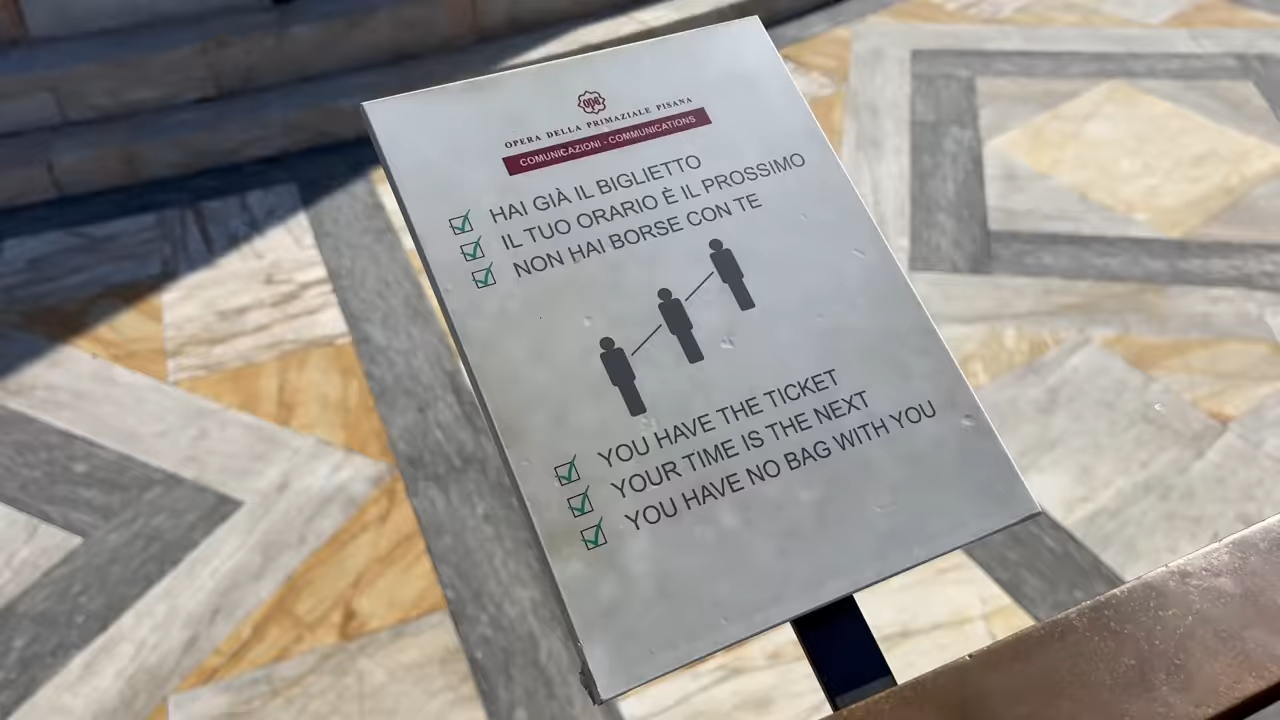 opa
OPERA DELLA PRIMAZIALE PISANA
COMUNICAZIONI - COMMUNICATIONS
HAI GIÀ IL BIGLIETTO
IL TUO ORARIO È IL PROSSIMO
NON HAI BORSE CON TE
YOU HAVE THE TICKET
YOUR TIME IS THE NEXT
YOU HAVE NO BAG WITH YOU